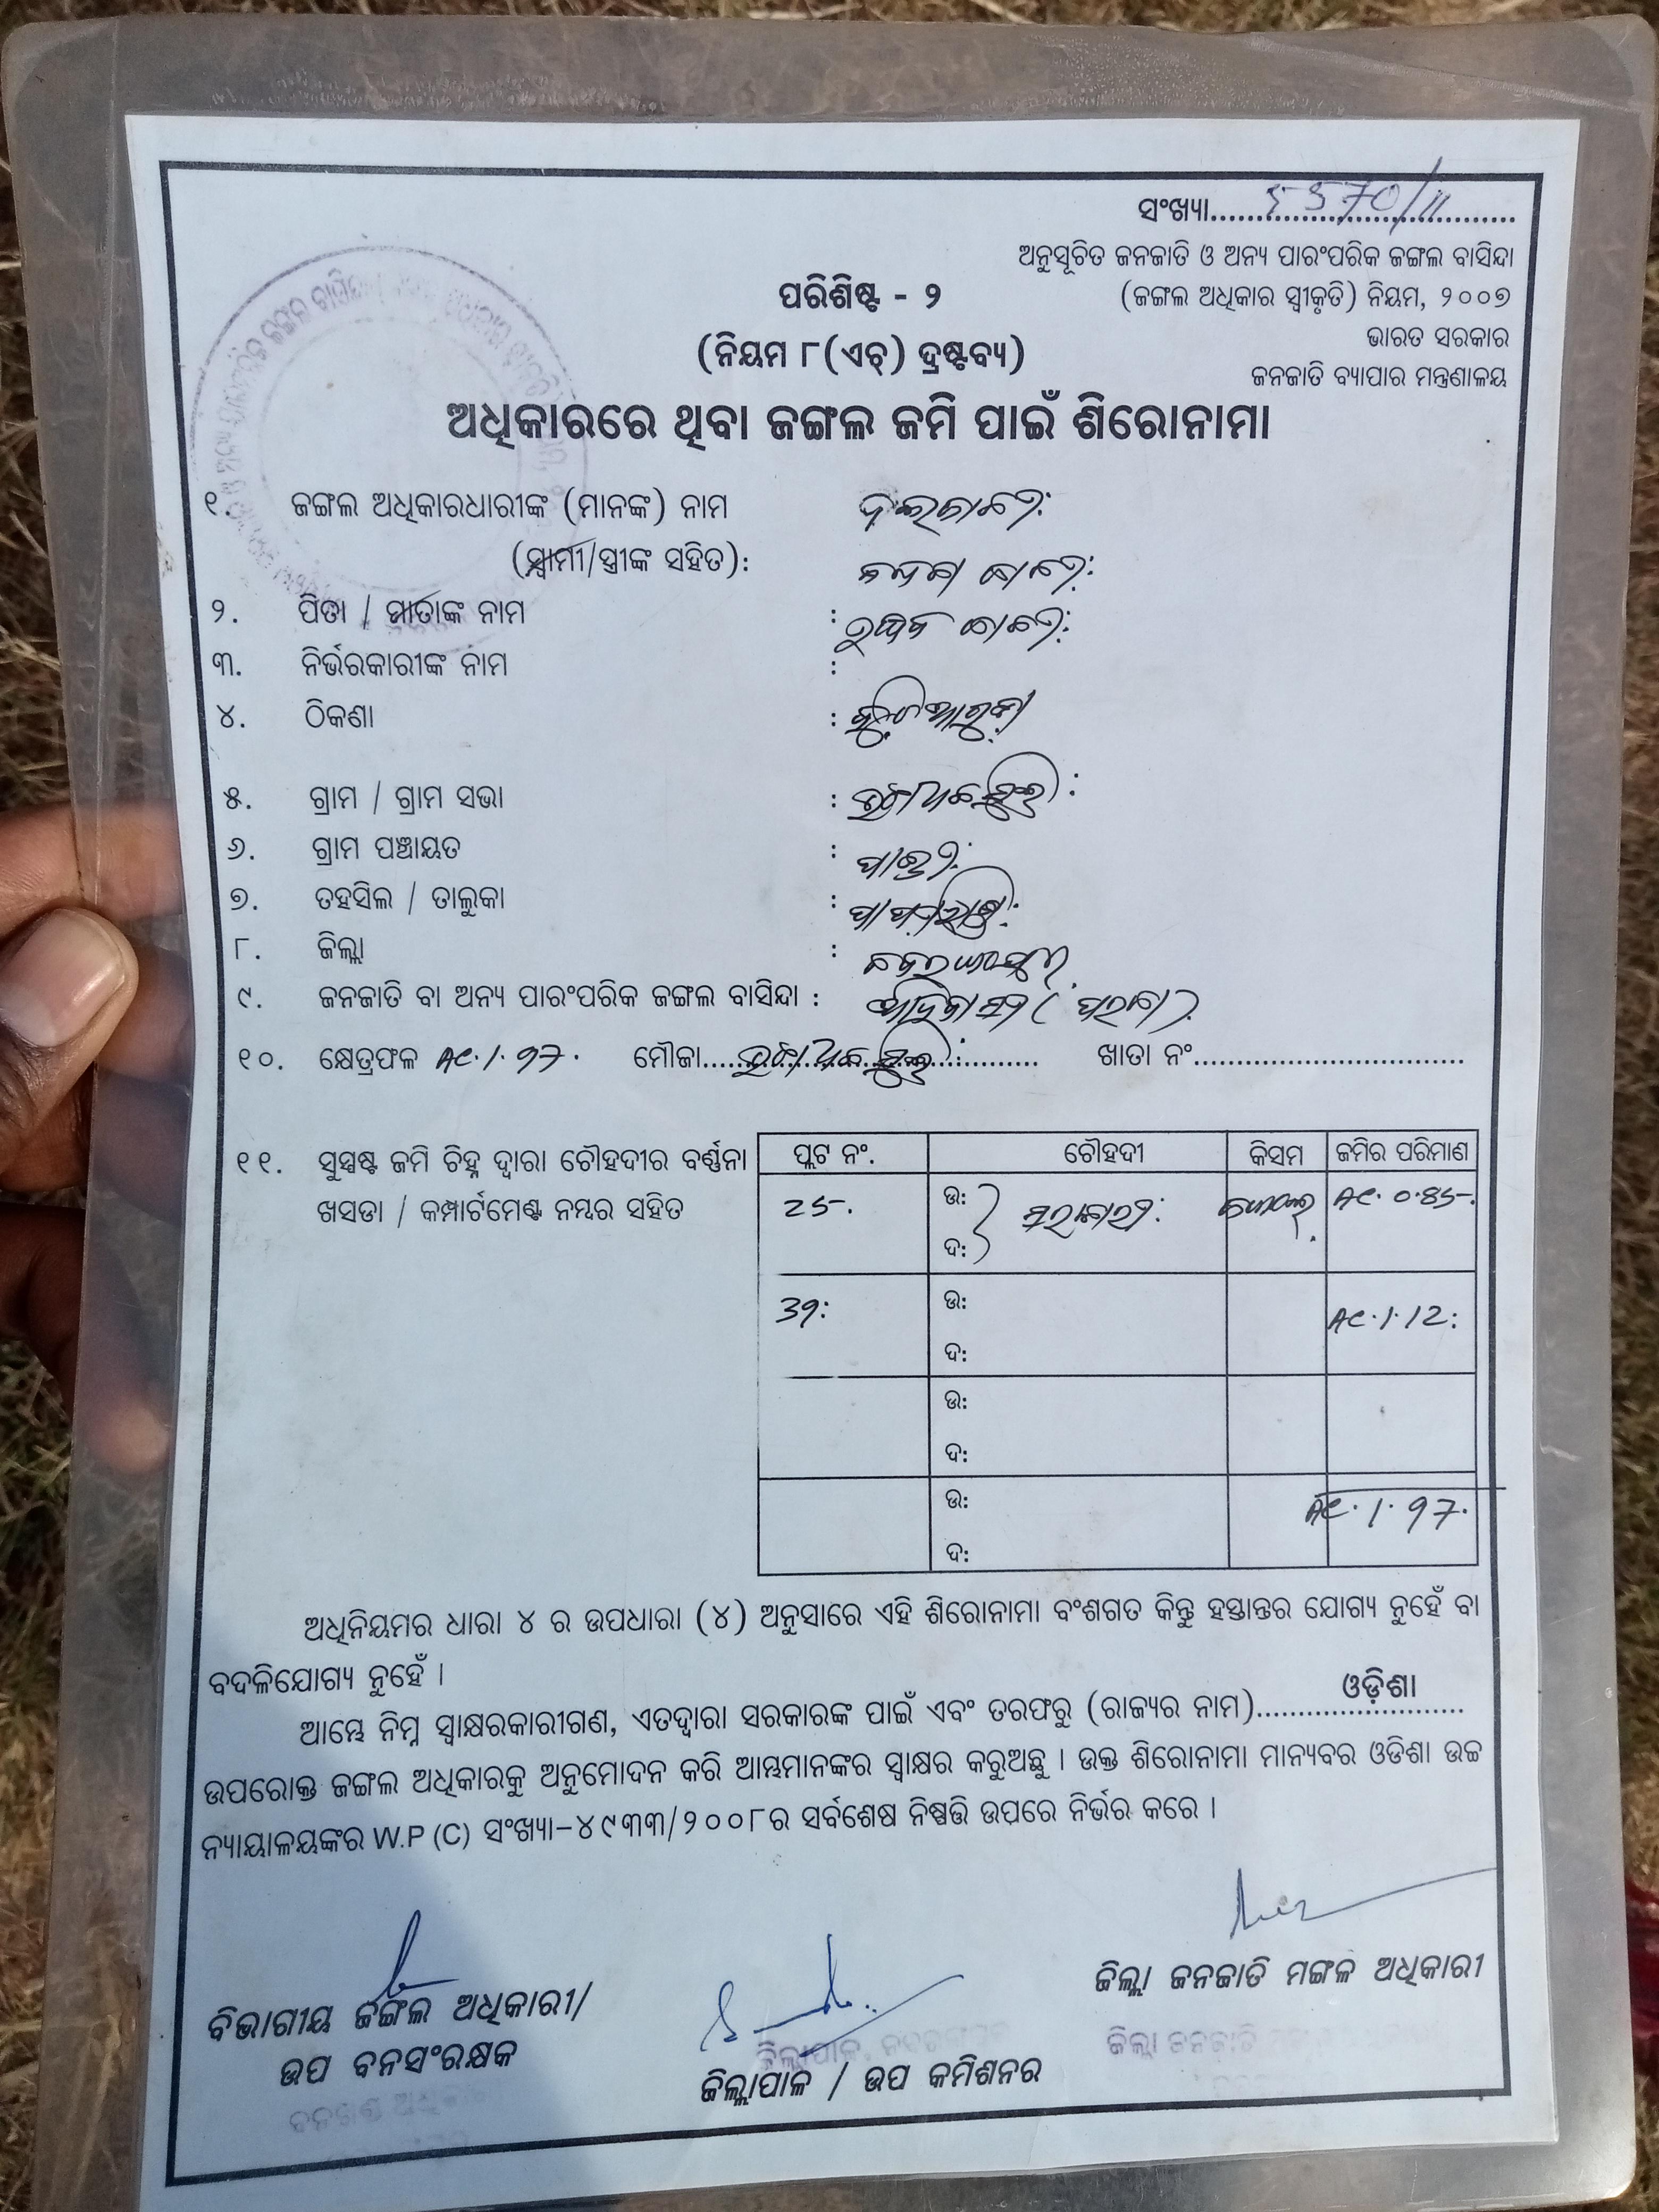 ସଂଖ୍ୟା....................................
ଅନୁସୂଚିତ ଜନଜାତି ଓ ଅନ୍ୟ ପାରଂପରିକ ଜଙ୍ଗଲ ବାସିନ୍ଦା
(ଜଙ୍ଗଲ ଅଧିକାର ସ୍ୱୀକୃତି) ନିୟମ, ୨୦୦୭
ଭାରତ ସରକାର
ଜନଜାତି ବ୍ୟାପାର ମନ୍ତ୍ରଣାଳୟ
ପରିଶିଷ୍ଟ - ୨
(ନିୟମ ୮(ଏଚ୍) ଦ୍ରଷ୍ଟବ୍ୟ)
ଅଧିକାରରେ ଥିବା ଜଙ୍ଗଲ ଜମି ପାଇଁ ଶିରୋନାମା
୧. ଜଙ୍ଗଲ ଅଧିକାରଧାରୀଙ୍କ (ମାନଙ୍କ) ନାମ
(ସ୍ୱାମୀ/ସ୍ତ୍ରୀଙ୍କ ସହିତ):
୨. ପିତା / ମାତାଙ୍କ ନାମ :
୩. ନିର୍ଭରକାରୀଙ୍କ ନାମ :
୪. ଠିକଣା :
୫. ଗ୍ରାମ / ଗ୍ରାମ ସଭା :
୬. ଗ୍ରାମ ପଞ୍ଚାୟତ :
୭. ତହସିଲ / ତାଲୁକା :
୮. ଜିଲ୍ଲା :
୯. ଜନଜାତି ବା ଅନ୍ୟ ପାରଂପରିକ ଜଙ୍ଗଲ ବାସିନ୍ଦା :
୧୦. କ୍ଷେତ୍ରଫଳ AC.1.97. ମୌଜା.................................... ଖାତା ନଂ..............................
୧୧. ସୁସ୍ପଷ୍ଟ ଜମି ଚିହ୍ନ ଦ୍ୱାରା ଚୌହଦୀର ବର୍ଣ୍ଣନା
ଖସଡା / କମ୍ପାର୍ଟମେଣ୍ଟ ନମ୍ବର ସହିତ
ପ୍ଲଟ ନଂ. ଚୌହଦୀ କିସମ ଜମିର ପରିମାଣ
25. ଉ: AC. 0.85.
ଦ:
39: ଉ: AC.1.12:
ଦ:
ଉ:
ଦ:
ଉ: AC.1.97.
ଦ:
ଅଧିନିୟମର ଧାରା ୪ ର ଉପଧାରା (୪) ଅନୁସାରେ ଏହି ଶିରୋନାମା ବଂଶଗତ କିନ୍ତୁ ହସ୍ତାନ୍ତର ଯୋଗ୍ୟ ନୁହେଁ ବା
ବଦଳିଯୋଗ୍ୟ ନୁହେଁ ।
ଆମ୍ଭେ ନିମ୍ନ ସ୍ୱାକ୍ଷରକାରୀଗଣ, ଏତଦ୍ୱାରା ସରକାରଙ୍କ ପାଇଁ ଏବଂ ତରଫରୁ (ରାଜ୍ୟର ନାମ)....ଓଡ଼ିଶା....
ଉପରୋକ୍ତ ଜଙ୍ଗଲ ଅଧିକାରକୁ ଅନୁମୋଦନ କରି ଆମ୍ଭମାନଙ୍କର ସ୍ୱାକ୍ଷର କରୁଅଛୁ । ଉକ୍ତ ଶିରୋନାମା ମାନ୍ୟବର ଓଡିଶା ଉଚ୍ଚ
ନ୍ୟାୟାଳୟଙ୍କର W.P (C) ସଂଖ୍ୟା–୪୯୩୩/୨୦୦୮ର ସର୍ବଶେଷ ନିଷ୍ପତ୍ତି ଉପରେ ନିର୍ଭର କରେ ।
ବିଭାଗୀୟ ଜଙ୍ଗଲ ଅଧିକାରୀ/
ଉପ ବନସଂରକ୍ଷକ
ଜିଲ୍ଲାପାଳ / ଉପ କମିଶନର
ଜିଲ୍ଲା ଜନଜାତି ମଙ୍ଗଳ ଅଧିକାରୀ